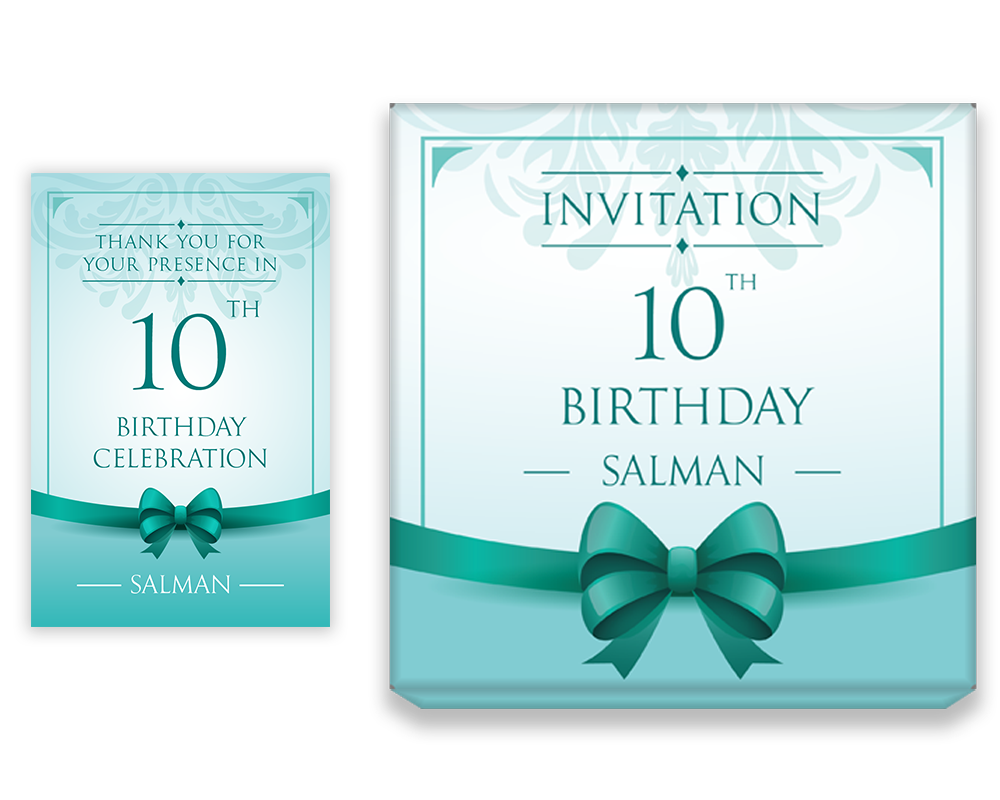 THANK YOU FOR
YOUR PRESENCE IN
10TH
BIRTHDAY
CELEBRATION
SALMAN
INVITATION
10TH
BIRTHDAY
SALMAN